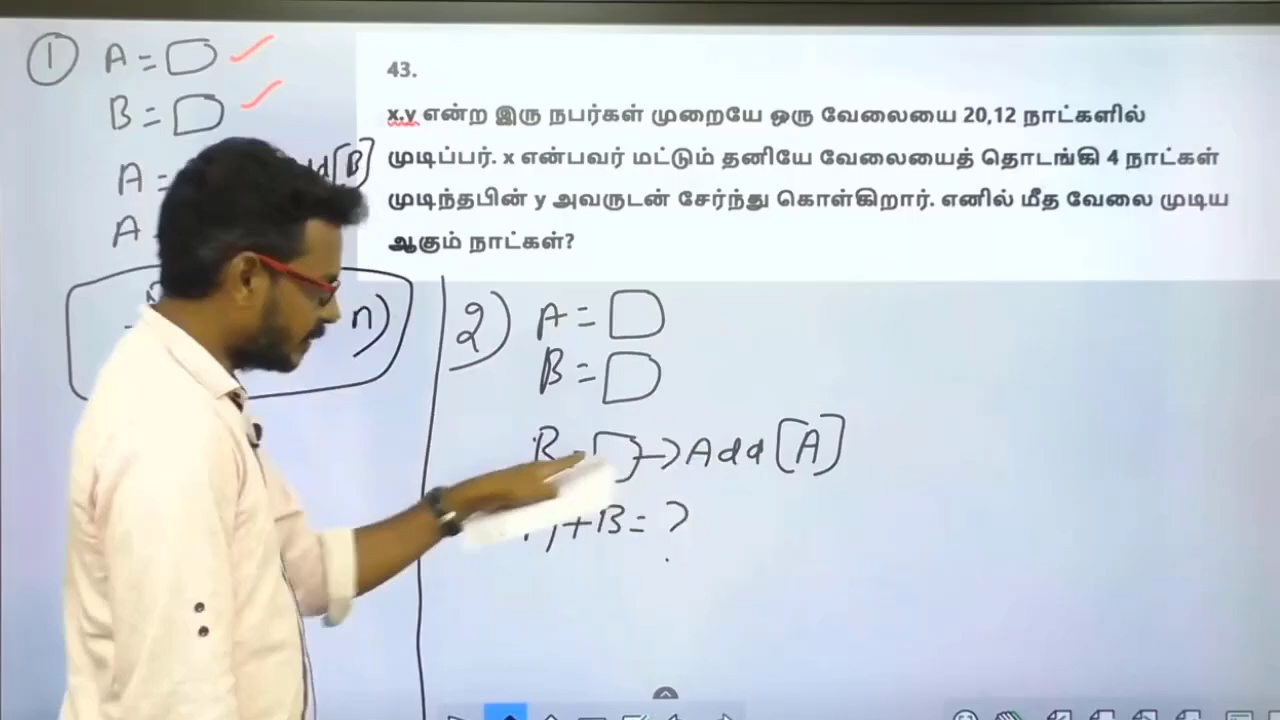 ① A = ✓
B = ✓
43.
x.y என்ற இரு நபர்கள் முறையே ஒரு வேலையை 20,12 நாட்களில்
முடிப்பர். x என்பவர் மட்டும் தனியே வேலையைத் தொடங்கி 4 நாட்கள்
முடிந்தபின் y அவருடன் சேர்ந்து கொள்கிறார். எனில் மீத வேலை முடிய
ஆகும் நாட்கள்?
A = [B]
A
n)
2) A =
B =
B → Add [A]
+B = ?